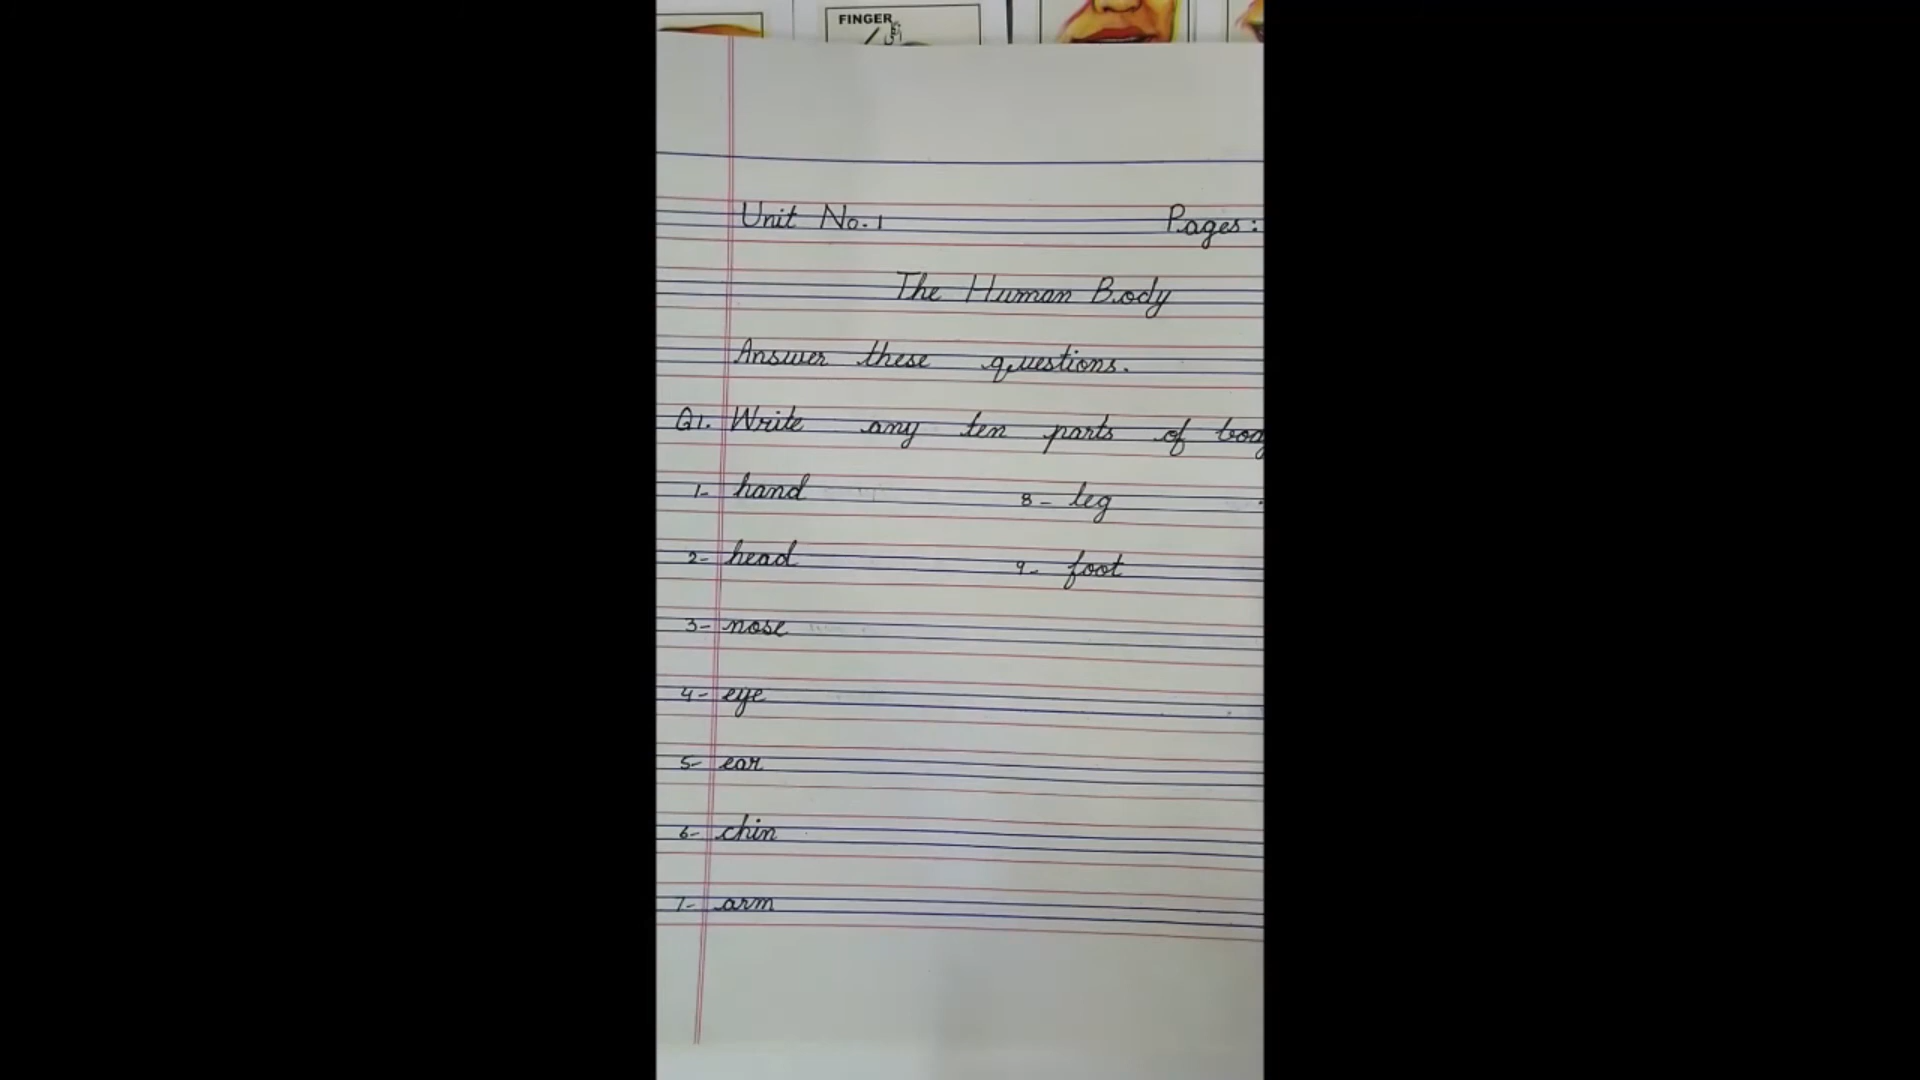 FINGER
Unit No. 1 Pages:
The Human Body
Answer these questions.
Q1. Write any ten parts of
1- hand 8- leg
2- head 9- foot
3- nose
4- eye
5- ear
6- chin
7- arm